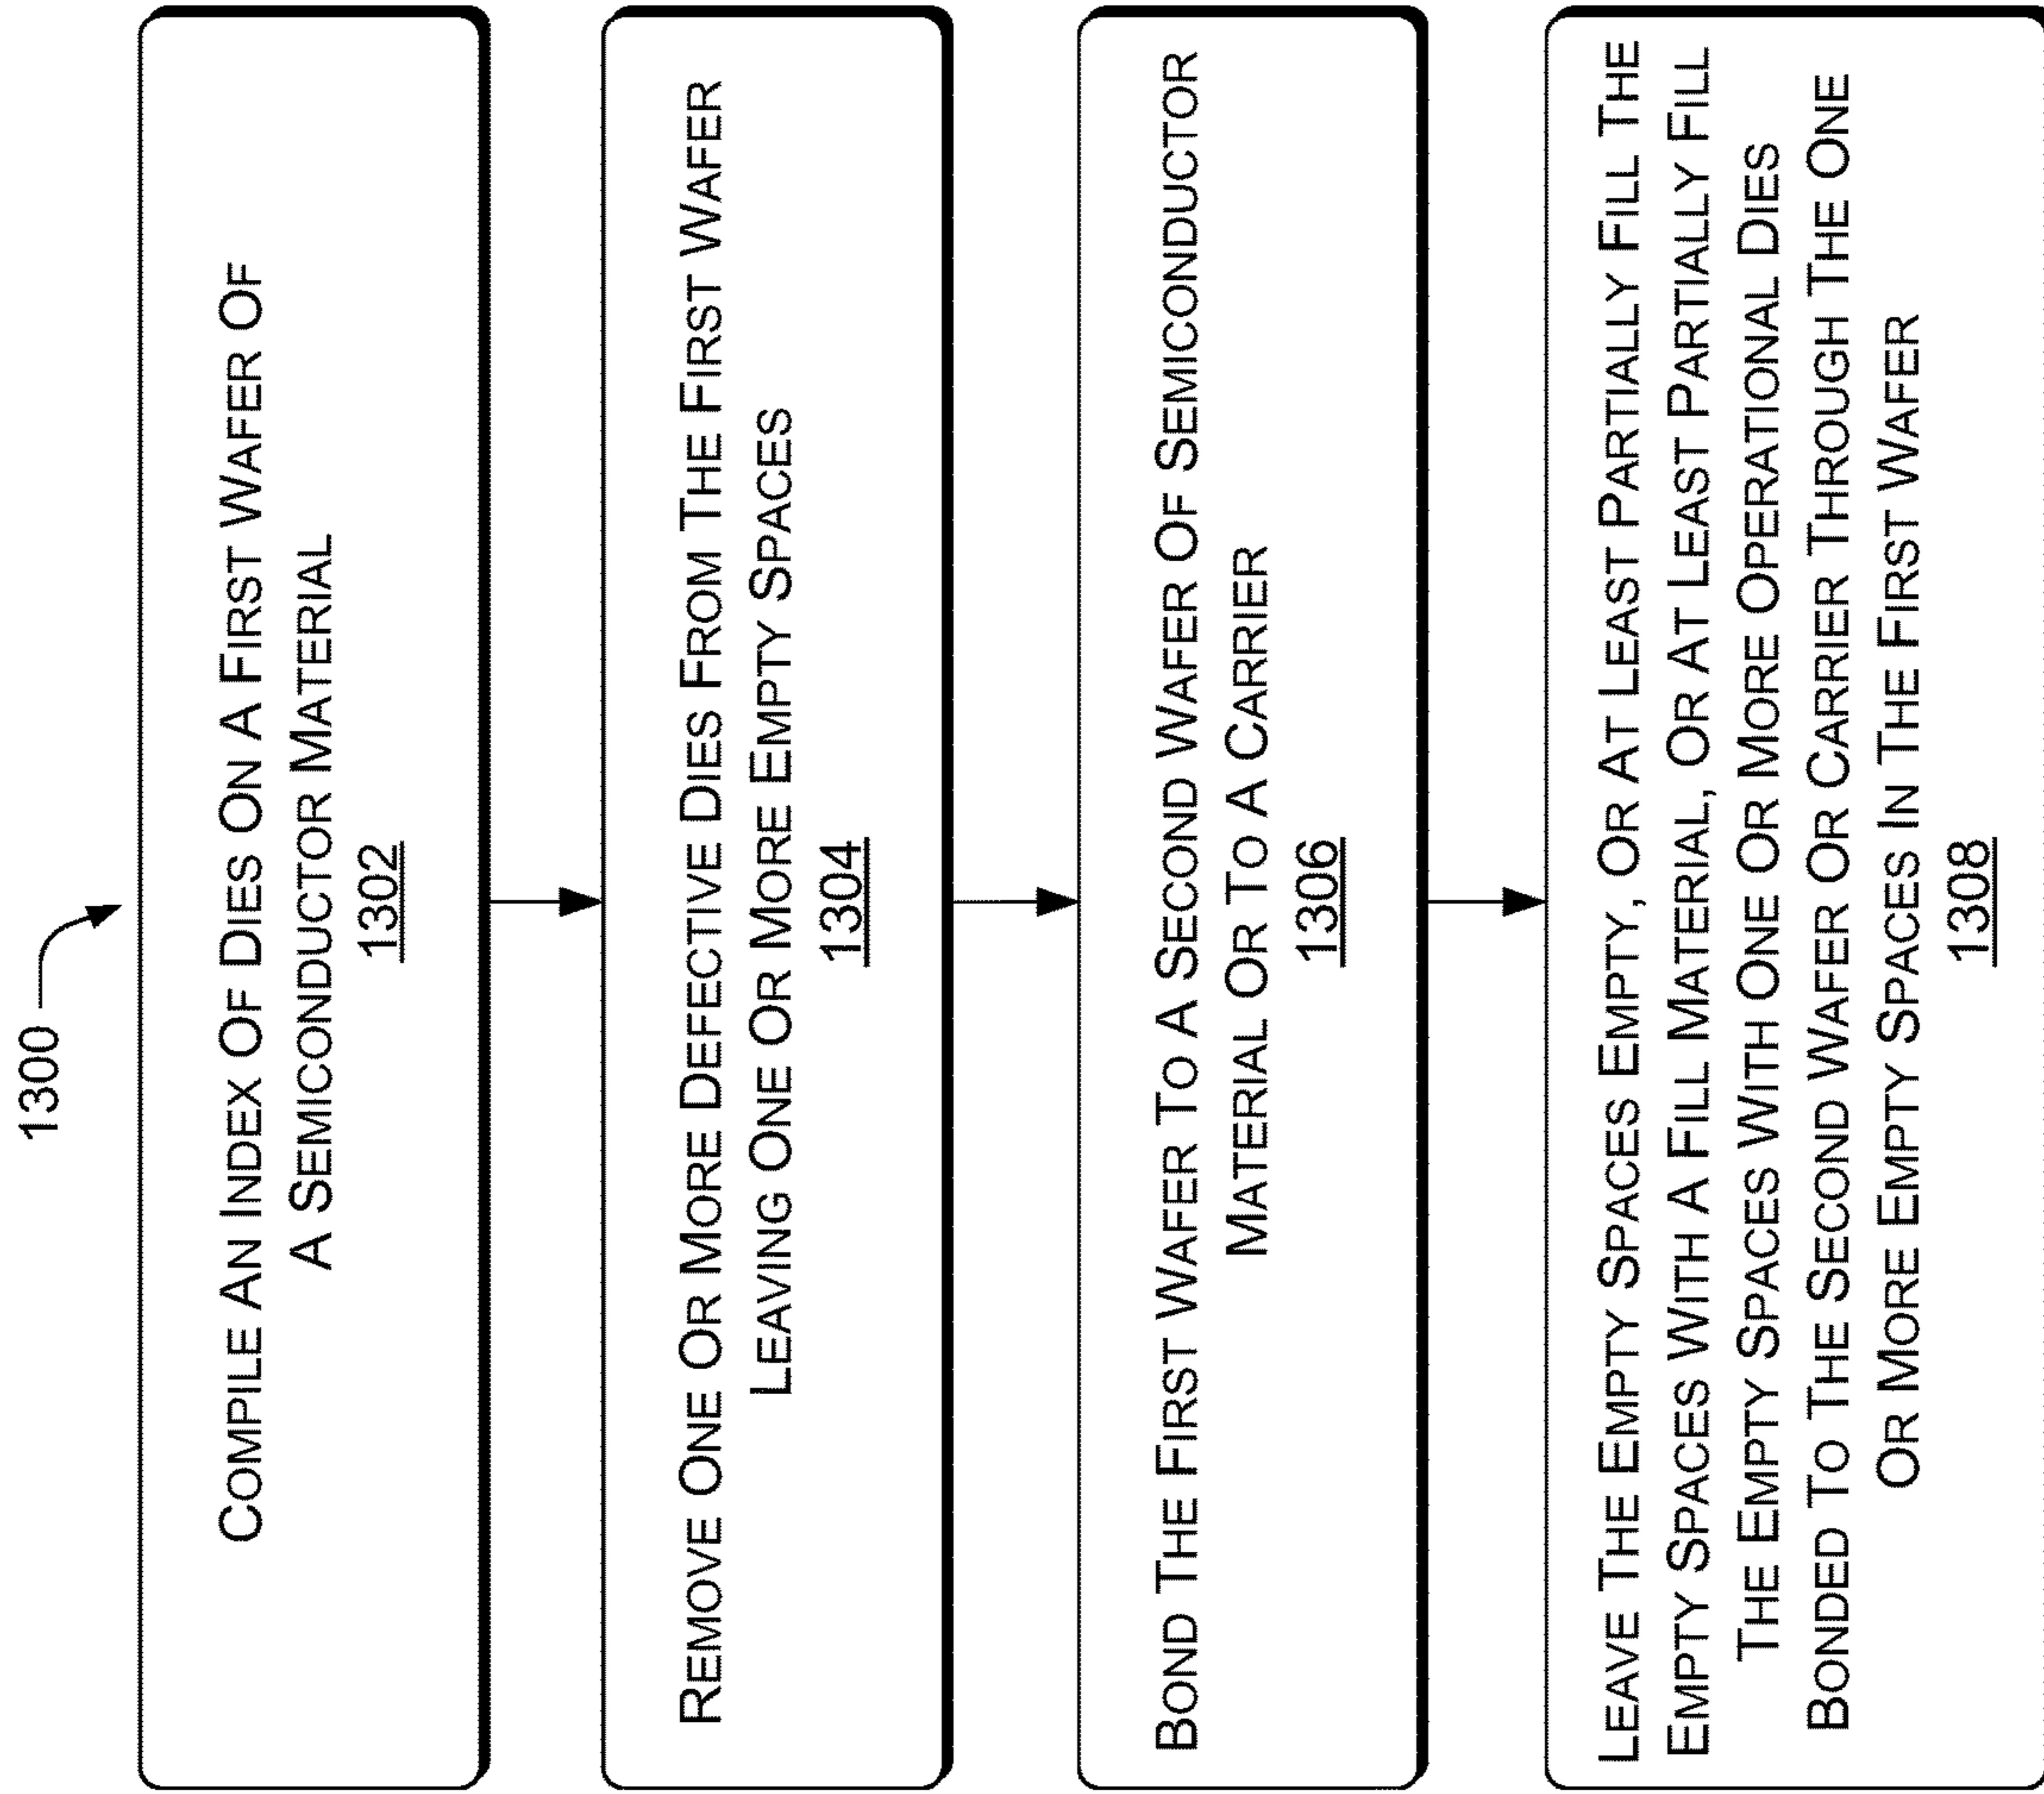 1300
COMPILE AN INDEX OF DIES ON A FIRST WAFER OF
A SEMICONDUCTOR MATERIAL
1302
REMOVE ONE OR MORE DEFECTIVE DIES FROM THE FIRST WAFER
LEAVING ONE OR MORE EMPTY SPACES
1304
BOND THE FIRST WAFER TO A SECOND WAFER OF SEMICONDUCTOR
MATERIAL OR TO A CARRIER
1306
LEAVE THE EMPTY SPACES EMPTY, OR AT LEAST PARTIALLY FILL THE
EMPTY SPACES WITH A FILL MATERIAL, OR AT LEAST PARTIALLY FILL
THE EMPTY SPACES WITH ONE OR MORE OPERATIONAL DIES
BONDED TO THE SECOND WAFER OR CARRIER THROUGH THE ONE
OR MORE EMPTY SPACES IN THE FIRST WAFER
1308